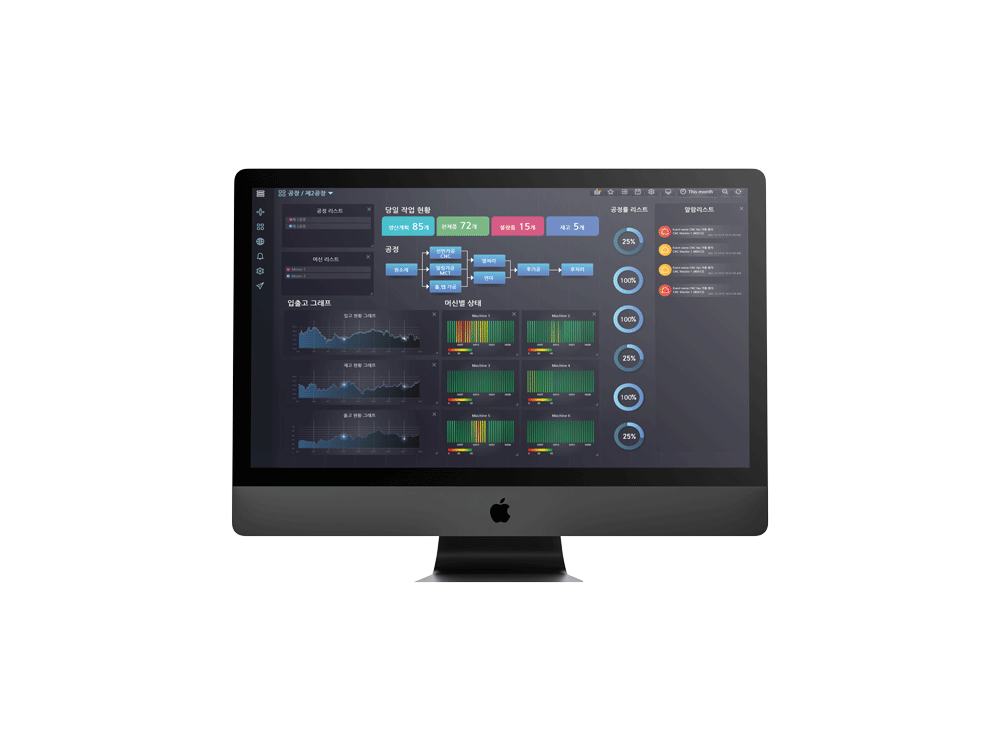 공장 / 제2공장
This month
공정 리스트
머신 리스트
Machine 1
Machine 2
당일 작업 현황
생산계획 85개
완제품 72개
불량품 15개
재고 5개
공정
원소재
선반가공
CNC
밀링가공
MCT
홀,탭 가공
열처리
연마
후가공
후처리
입출고 그래프
입고 현황 그래프
재고 현황 그래프
출고 현황 그래프
머신별 상태
Machine 1
Machine 2
Machine 3
Machine 4
Machine 5
Machine 6
공정률 리스트
25%
100%
100%
25%
100%
25%
알람리스트